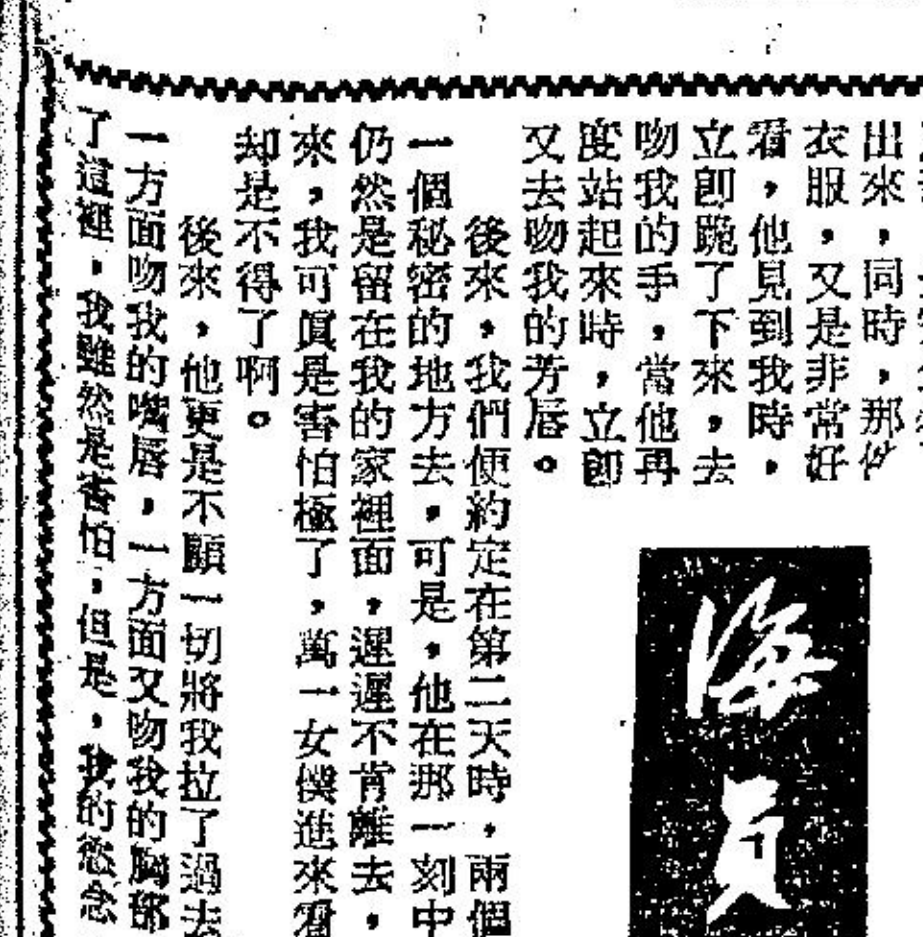 出來，同時，那
衣服，又是非常好
看，他見到我時，
立即跪了下來，去
吻我的手，當他再
度站起來時，立即
又去吻我的芳唇。
後來，我們便約定在第二天時，兩個
一個秘密的地方去，可是，他在那一刻中
仍然是留在我的家裡面，遲遲不肯離去，
來，我可眞是害怕極了，萬一女僕進來看
却是不得了啊。
後來，他更是不顧一切將我拉了過去
一方面吻我的嘴唇，一方面又吻我的胸部
了這裡，我雖然是害怕，但是，我的慾念
海員